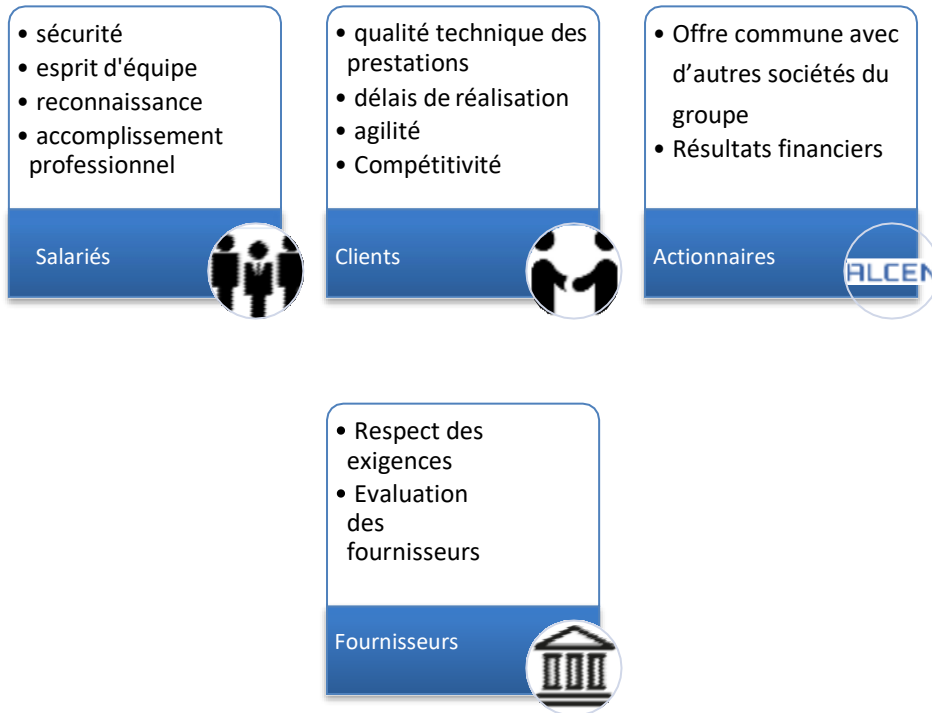 • sécurité
• esprit d'équipe
• reconnaissance
• accomplissement
professionnel
Salariés
• qualité technique des
prestations
• délais de réalisation
• agilité
• Compétitivité
Clients
• Offre commune avec
d’autres sociétés du
groupe
• Résultats financiers
Actionnaires
ALCEN
• Respect des
exigences
• Evaluation
des
fournisseurs
Fournisseurs